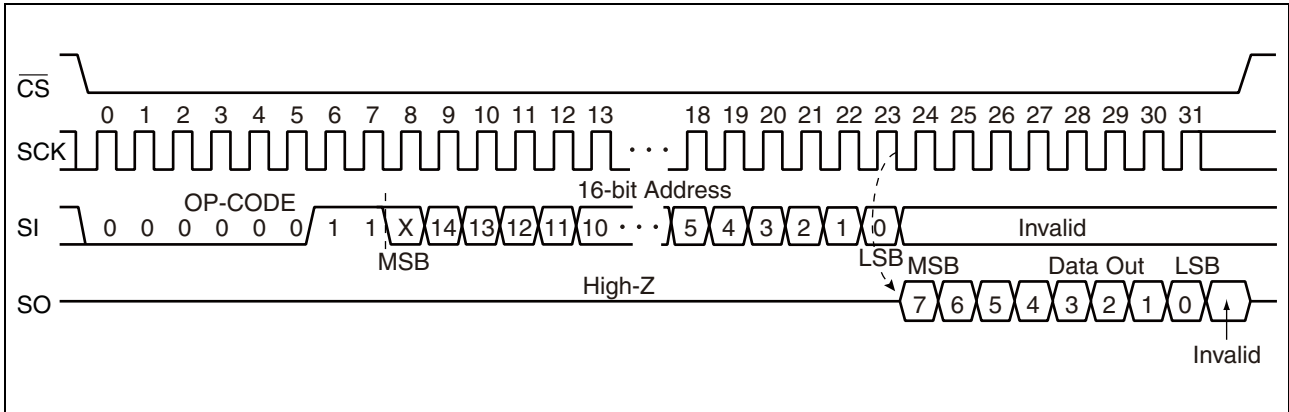 CS
0 1 2 3 4 5 6 7 8 9 10 11 12 13 18 19 20 21 22 23 24 25 26 27 28 29 30 31
SCK · · ·
OP-CODE 16-bit Address
SI 0 0 0 0 0 0 1 1 X 14 13 12 11 10 · · · 5 4 3 2 1 0 Invalid
MSB LSB MSB Data Out LSB
High-Z
SO 7 6 5 4 3 2 1 0
Invalid